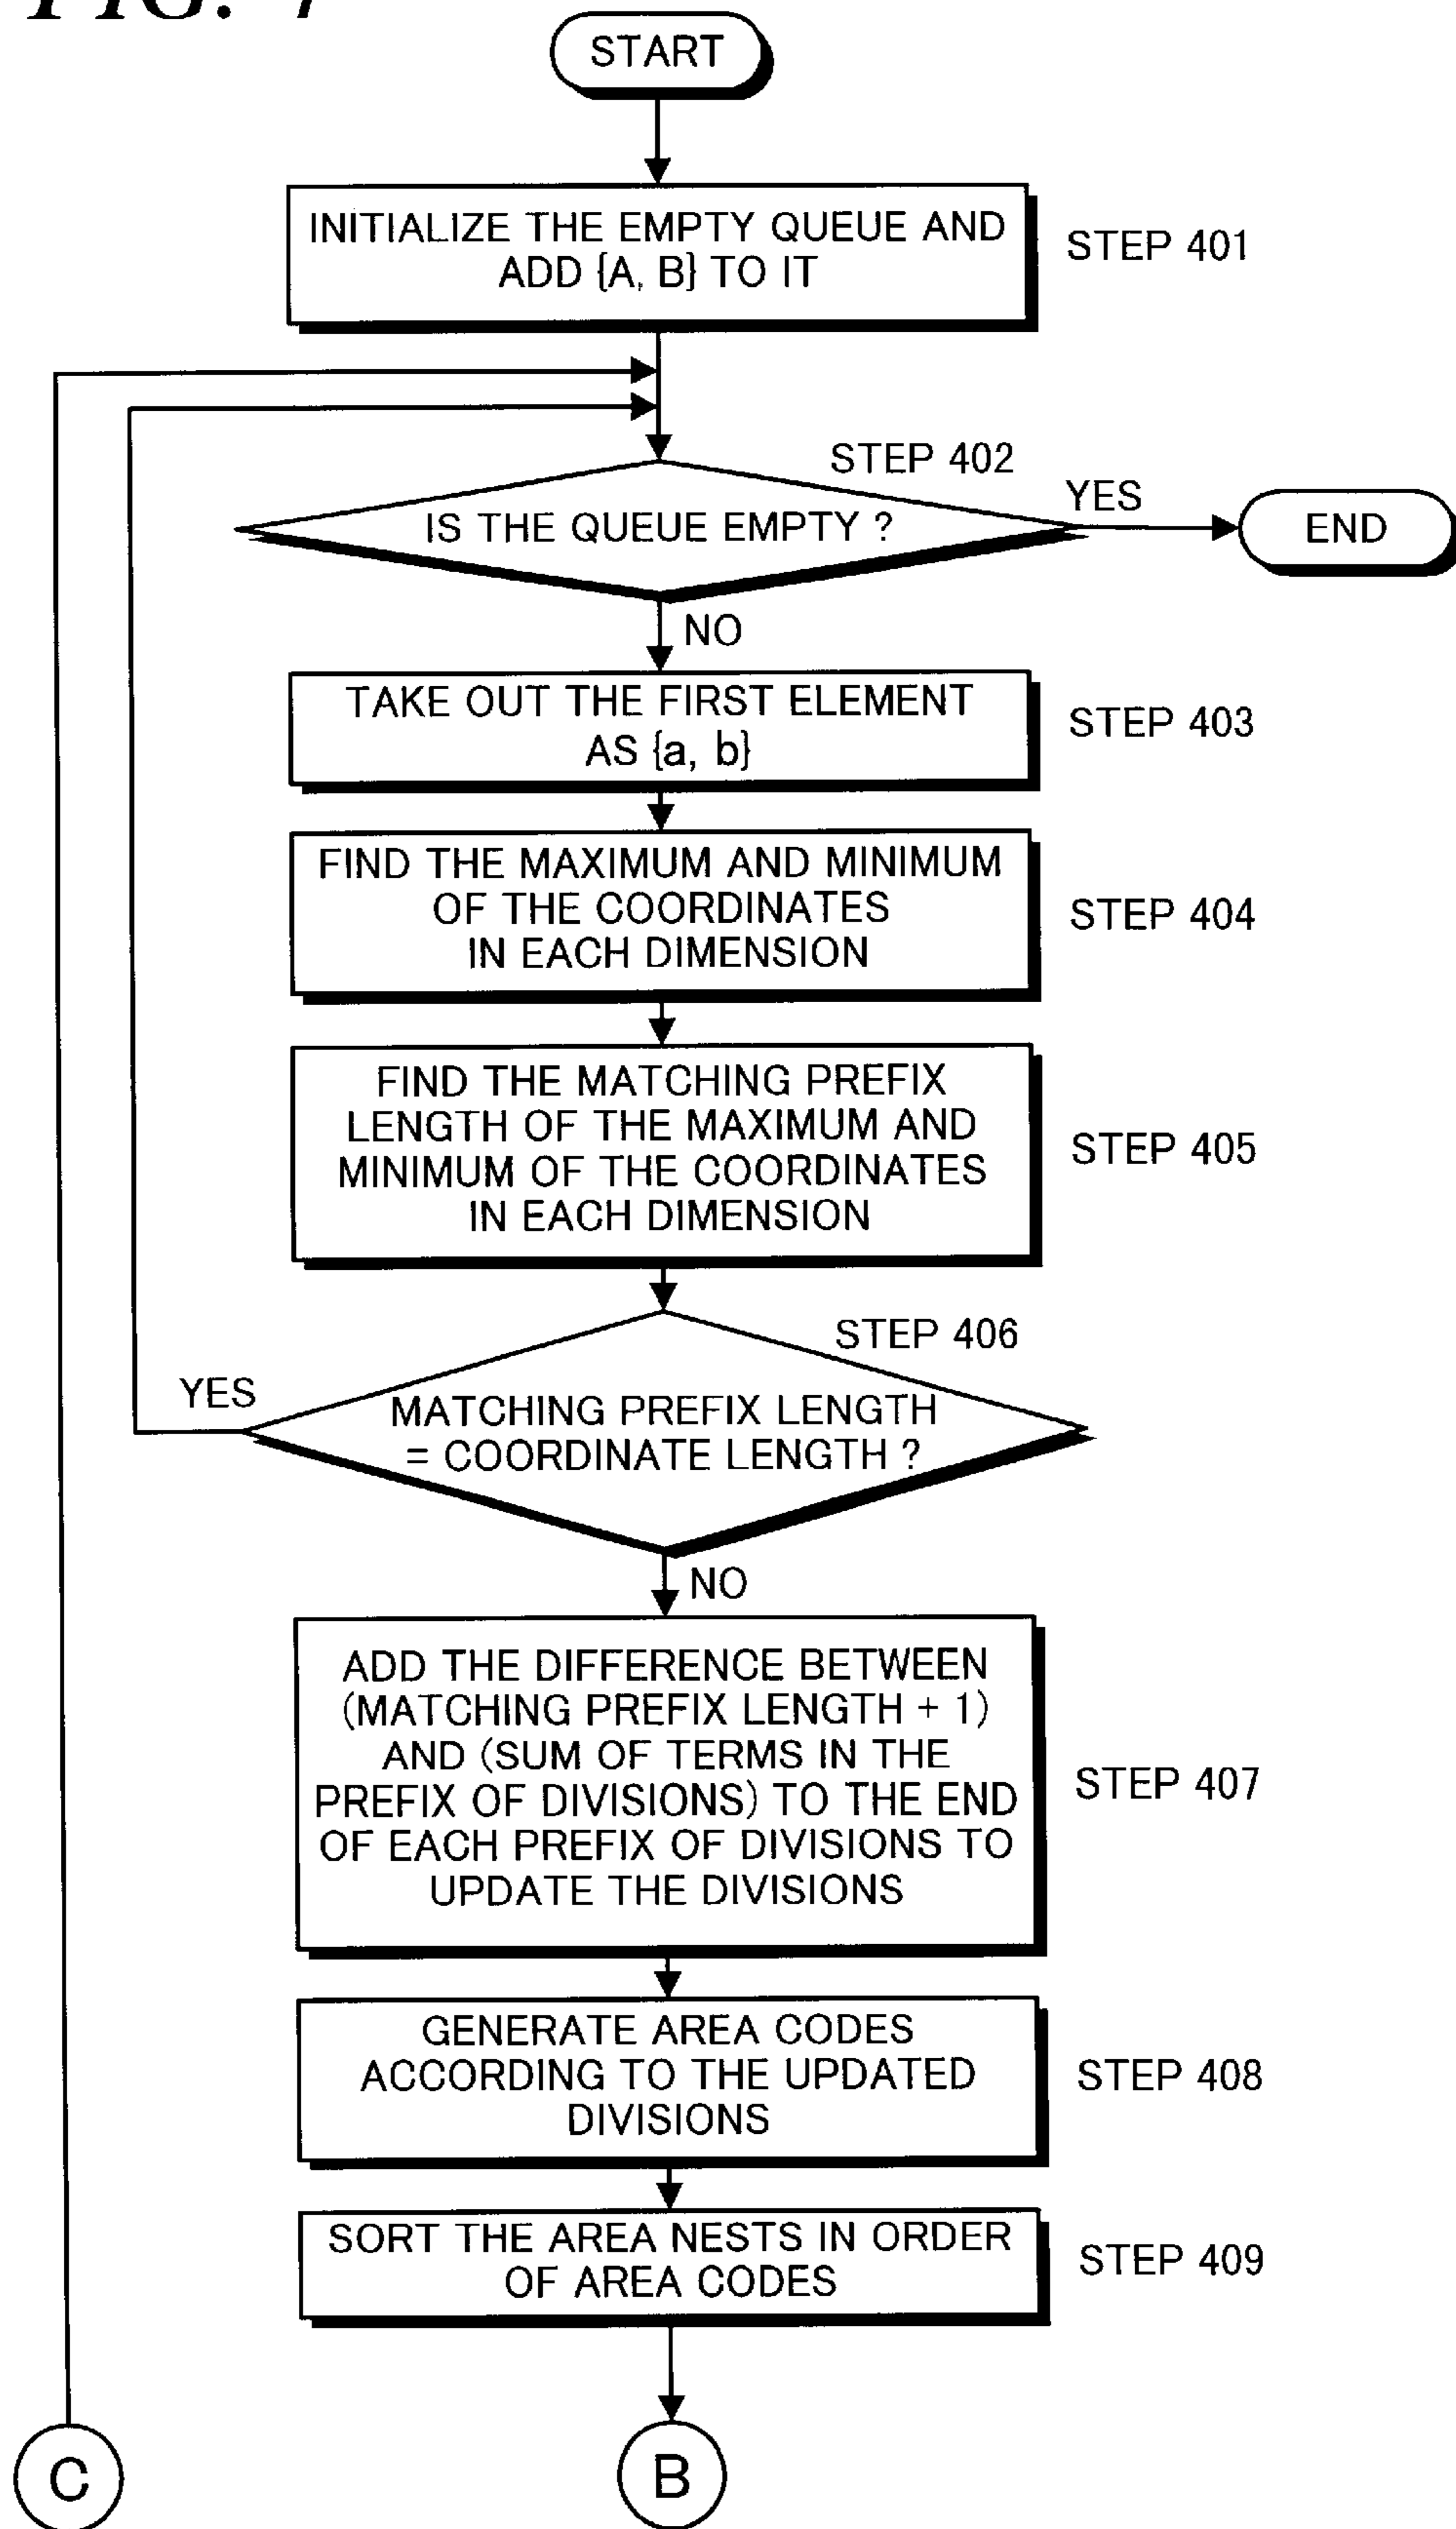 FIG. 7
START
INITIALIZE THE EMPTY QUEUE AND
ADD {A, B} TO IT
STEP 401
STEP 402
YES
IS THE QUEUE EMPTY ?
END
NO
TAKE OUT THE FIRST ELEMENT
AS {a, b}
STEP 403
FIND THE MAXIMUM AND MINIMUM
OF THE COORDINATES
IN EACH DIMENSION
STEP 404
FIND THE MATCHING PREFIX
LENGTH OF THE MAXIMUM AND
MINIMUM OF THE COORDINATES
IN EACH DIMENSION
STEP 405
STEP 406
YES
MATCHING PREFIX LENGTH
= COORDINATE LENGTH ?
NO
ADD THE DIFFERENCE BETWEEN
(MATCHING PREFIX LENGTH + 1)
AND (SUM OF TERMS IN THE
PREFIX OF DIVISIONS) TO THE END
OF EACH PREFIX OF DIVISIONS TO
UPDATE THE DIVISIONS
STEP 407
GENERATE AREA CODES
ACCORDING TO THE UPDATED
DIVISIONS
STEP 408
SORT THE AREA NESTS IN ORDER
OF AREA CODES
STEP 409
C
B